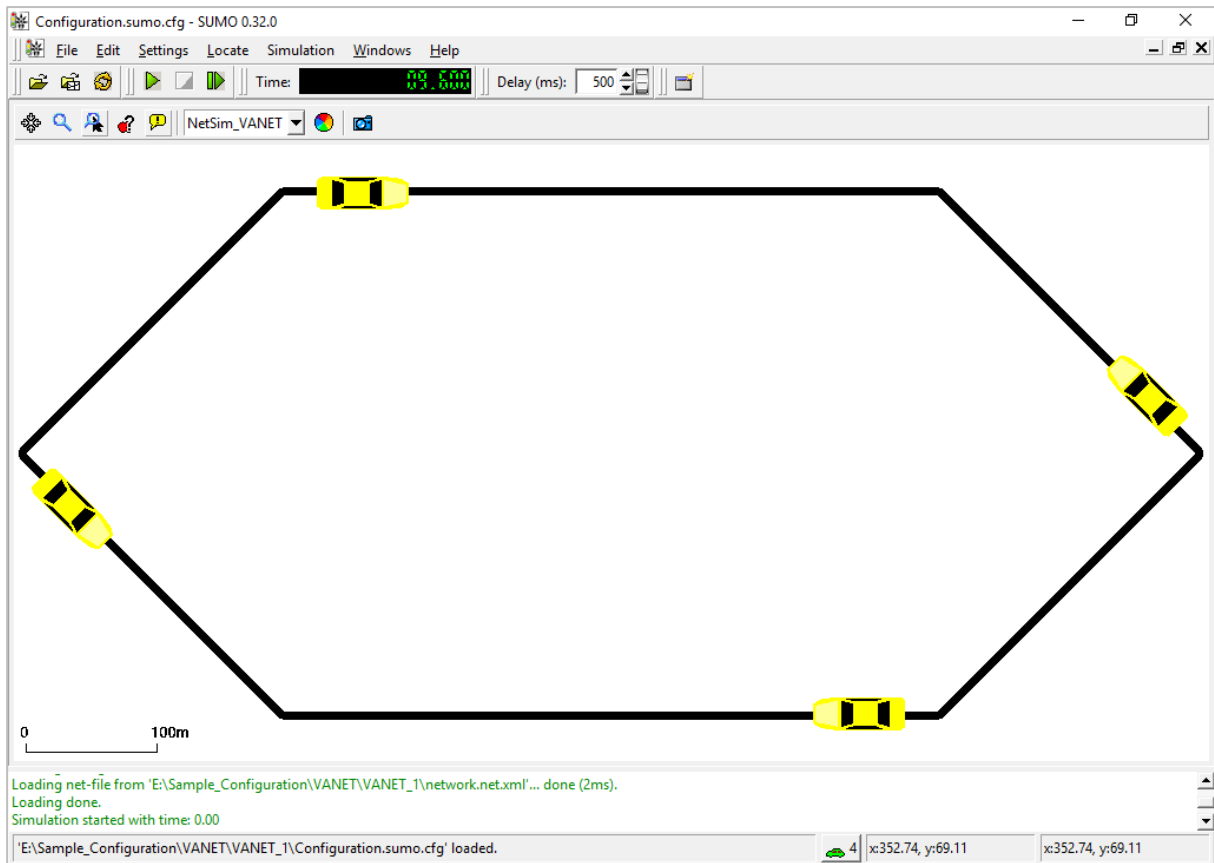 Configuration.sumo.cfg - SUMO 0.32.0
File Edit Settings Locate Simulation Windows Help
Time: 09.600 Delay (ms): 500
NetSim_VANET
0 100m
Loading net-file from 'E:\Sample_Configuration\VANET\VANET_1\network.net.xml'... done (2ms).
Loading done.
Simulation started with time: 0.00
'E:\Sample_Configuration\VANET\VANET_1\Configuration.sumo.cfg' loaded. 4 x:352.74, y:69.11 x:352.74, y:69.11